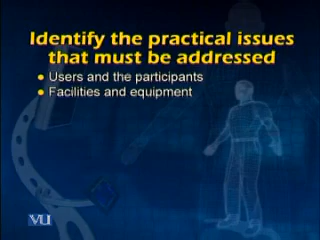 Identify the practical issues
that must be addressed
Users and the participants
Facilities and equipment
VU